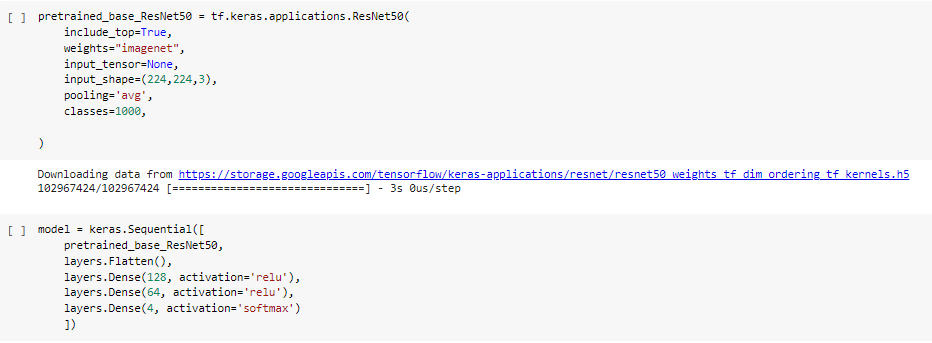 [ ] pretrained_base_ResNet50 = tf.keras.applications.ResNet50(
    include_top=True,
    weights="imagenet",
    input_tensor=None,
    input_shape=(224,224,3),
    pooling='avg',
    classes=1000,
)
Downloading data from https://storage.googleapis.com/tensorflow/keras-applications/resnet/resnet50_weights_tf_dim_ordering_tf_kernels.h5
102967424/102967424 [==============================] - 3s 0us/step
[ ] model = keras.Sequential([
    pretrained_base_ResNet50,
    layers.Flatten(),
    layers.Dense(128, activation='relu'),
    layers.Dense(64, activation='relu'),
    layers.Dense(4, activation='softmax')
    ])